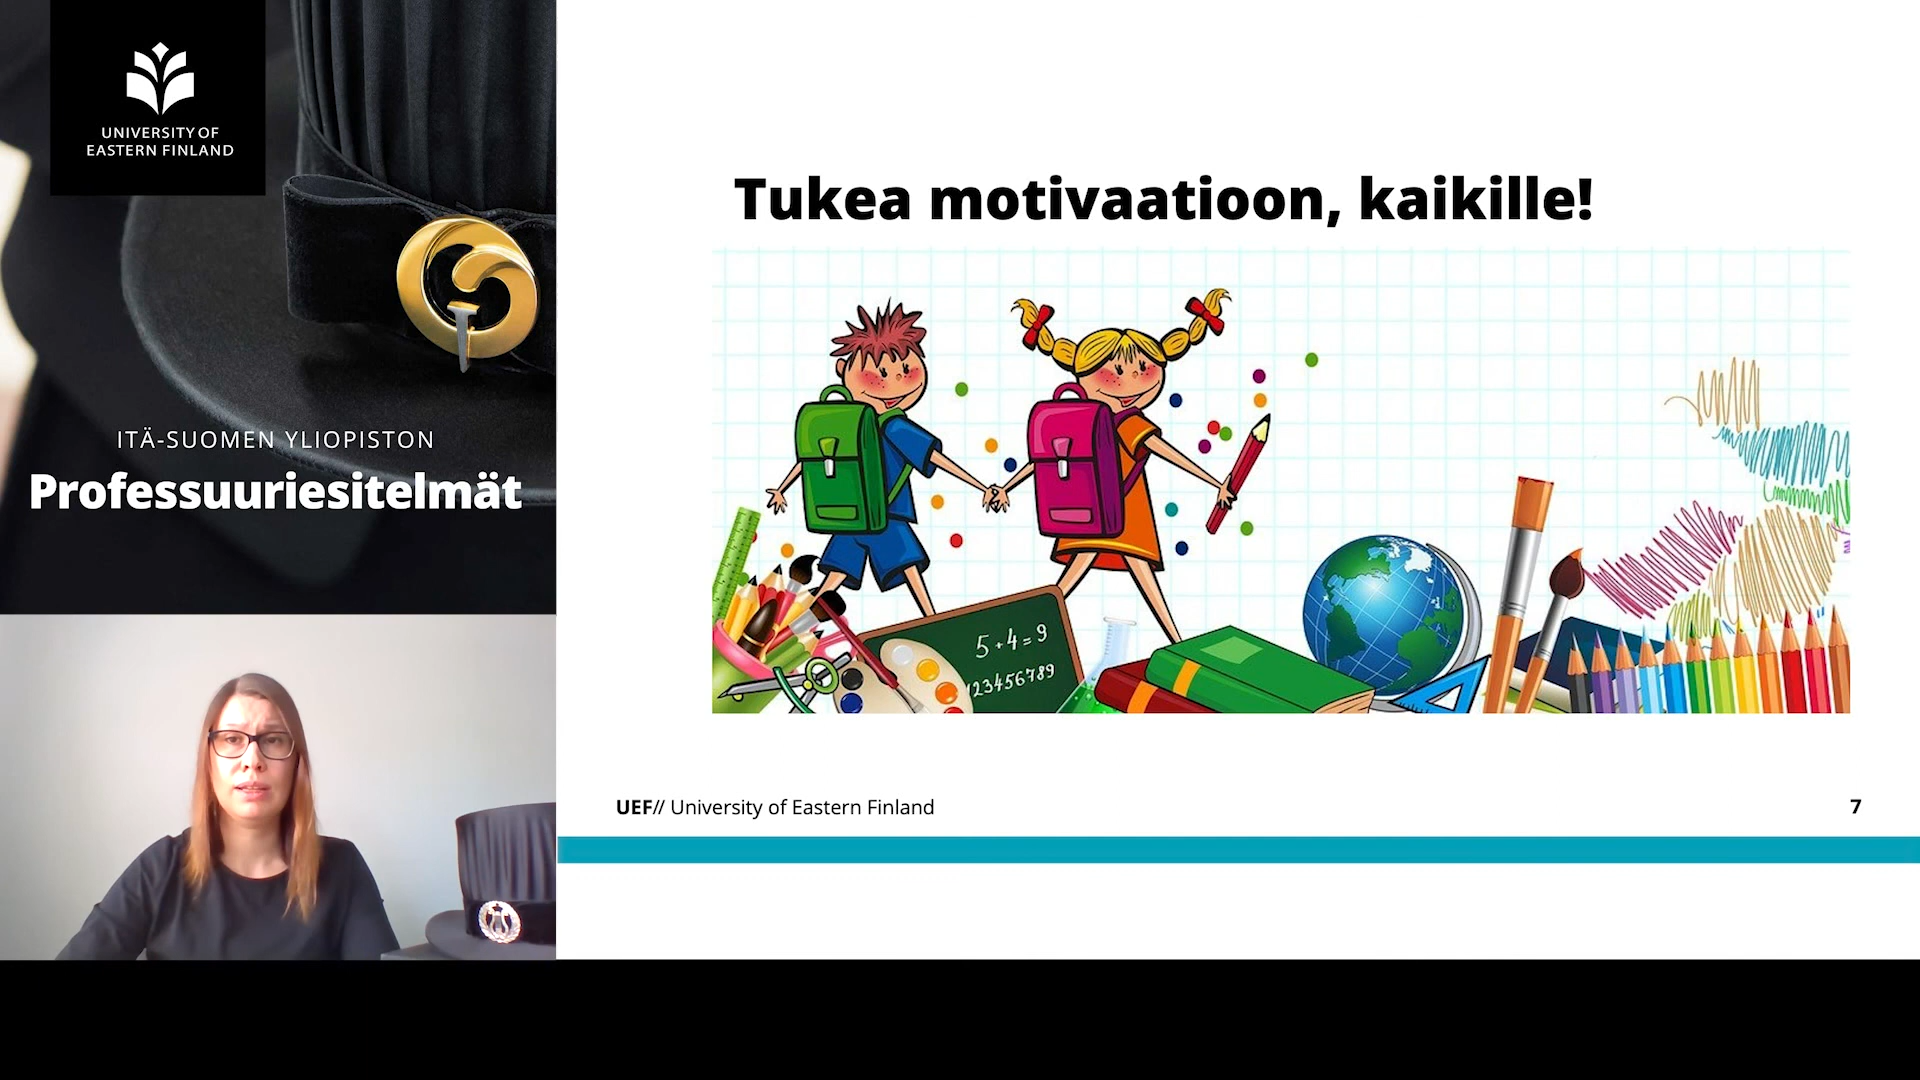 UNIVERSITY OF
EASTERN FINLAND
ITÄ-SUOMEN YLIOPISTON
Professuuriesitelmät
Tukea motivaatioon, kaikille!
5+4=9
123456789
UEF// University of Eastern Finland
7